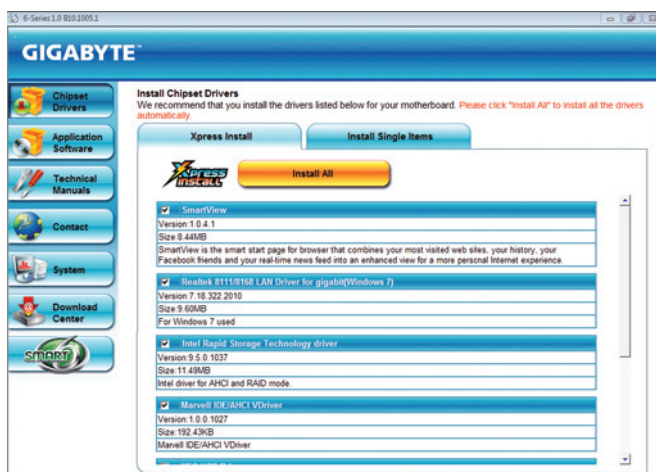 6-Series 1.0 B10.1005.1
GIGABYTE™
Chipset
Drivers
Application
Software
Technical
Manuals
Contact
System
Download
Center
SMART
Install Chipset Drivers
We recommend that you install the drivers listed below for your motherboard. Please click "Install All" to install all the drivers
automatically.
Xpress Install
Install Single Items
Xpress
Install
Install All
SmartView
Version:1.0.4.1
Size:8.44MB
SmartView is the smart start page for browser that combines your most visited web sites, your history, your
Facebook friends and your real-time news feed into an enhanced view for a more personal Internet experience.
Realtek 8111/8168 LAN Driver for gigabit(Windows 7)
Version:7.18.322.2010
Size:9.60MB
For Windows 7 used
Intel Rapid Storage Technology driver
Version:9.5.0.1037
Size:11.49MB
Intel driver for AHCI and RAID mode.
Marvell IDE/AHCI VDriver
Version:1.0.0.1027
Size:192.43KB
Marvell IDE/AHCI VDriver